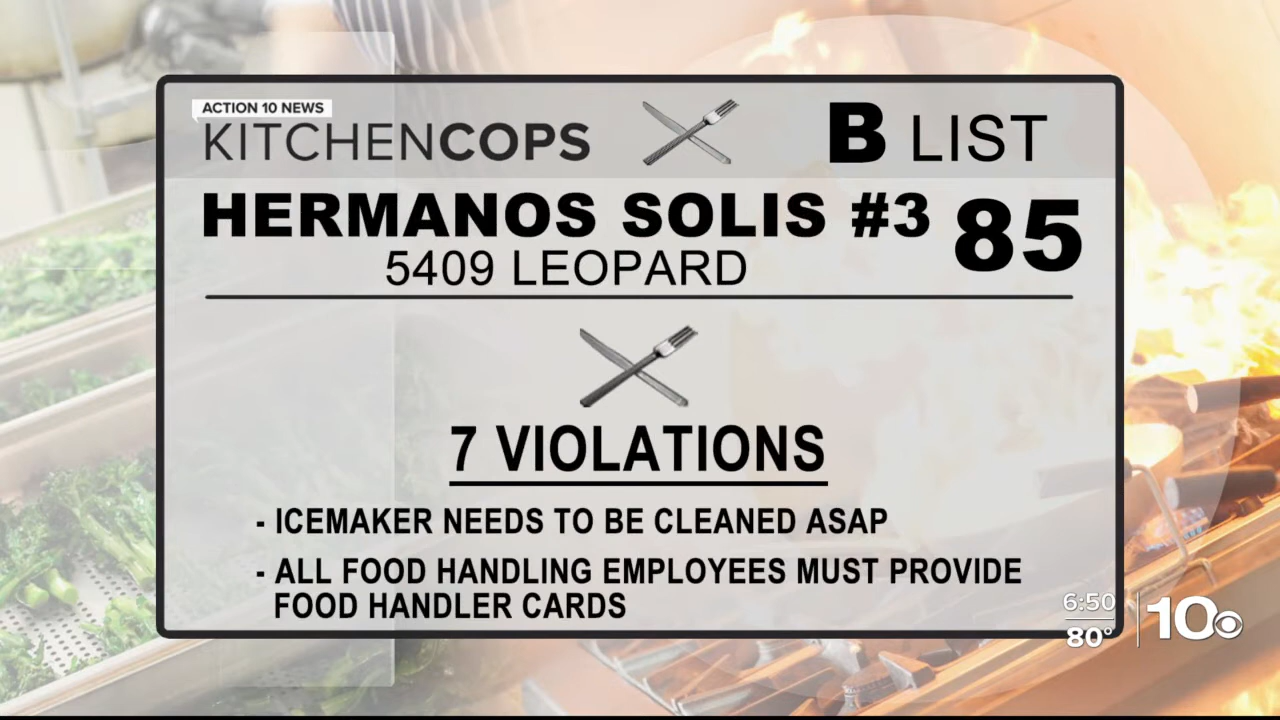 ACTION 10 NEWS
KITCHENCOPS
B LIST
HERMANOS SOLIS #3 85
5409 LEOPARD
7 VIOLATIONS
- ICEMAKER NEEDS TO BE CLEANED ASAP
- ALL FOOD HANDLING EMPLOYEES MUST PROVIDE
FOOD HANDLER CARDS
6:50
80°
10